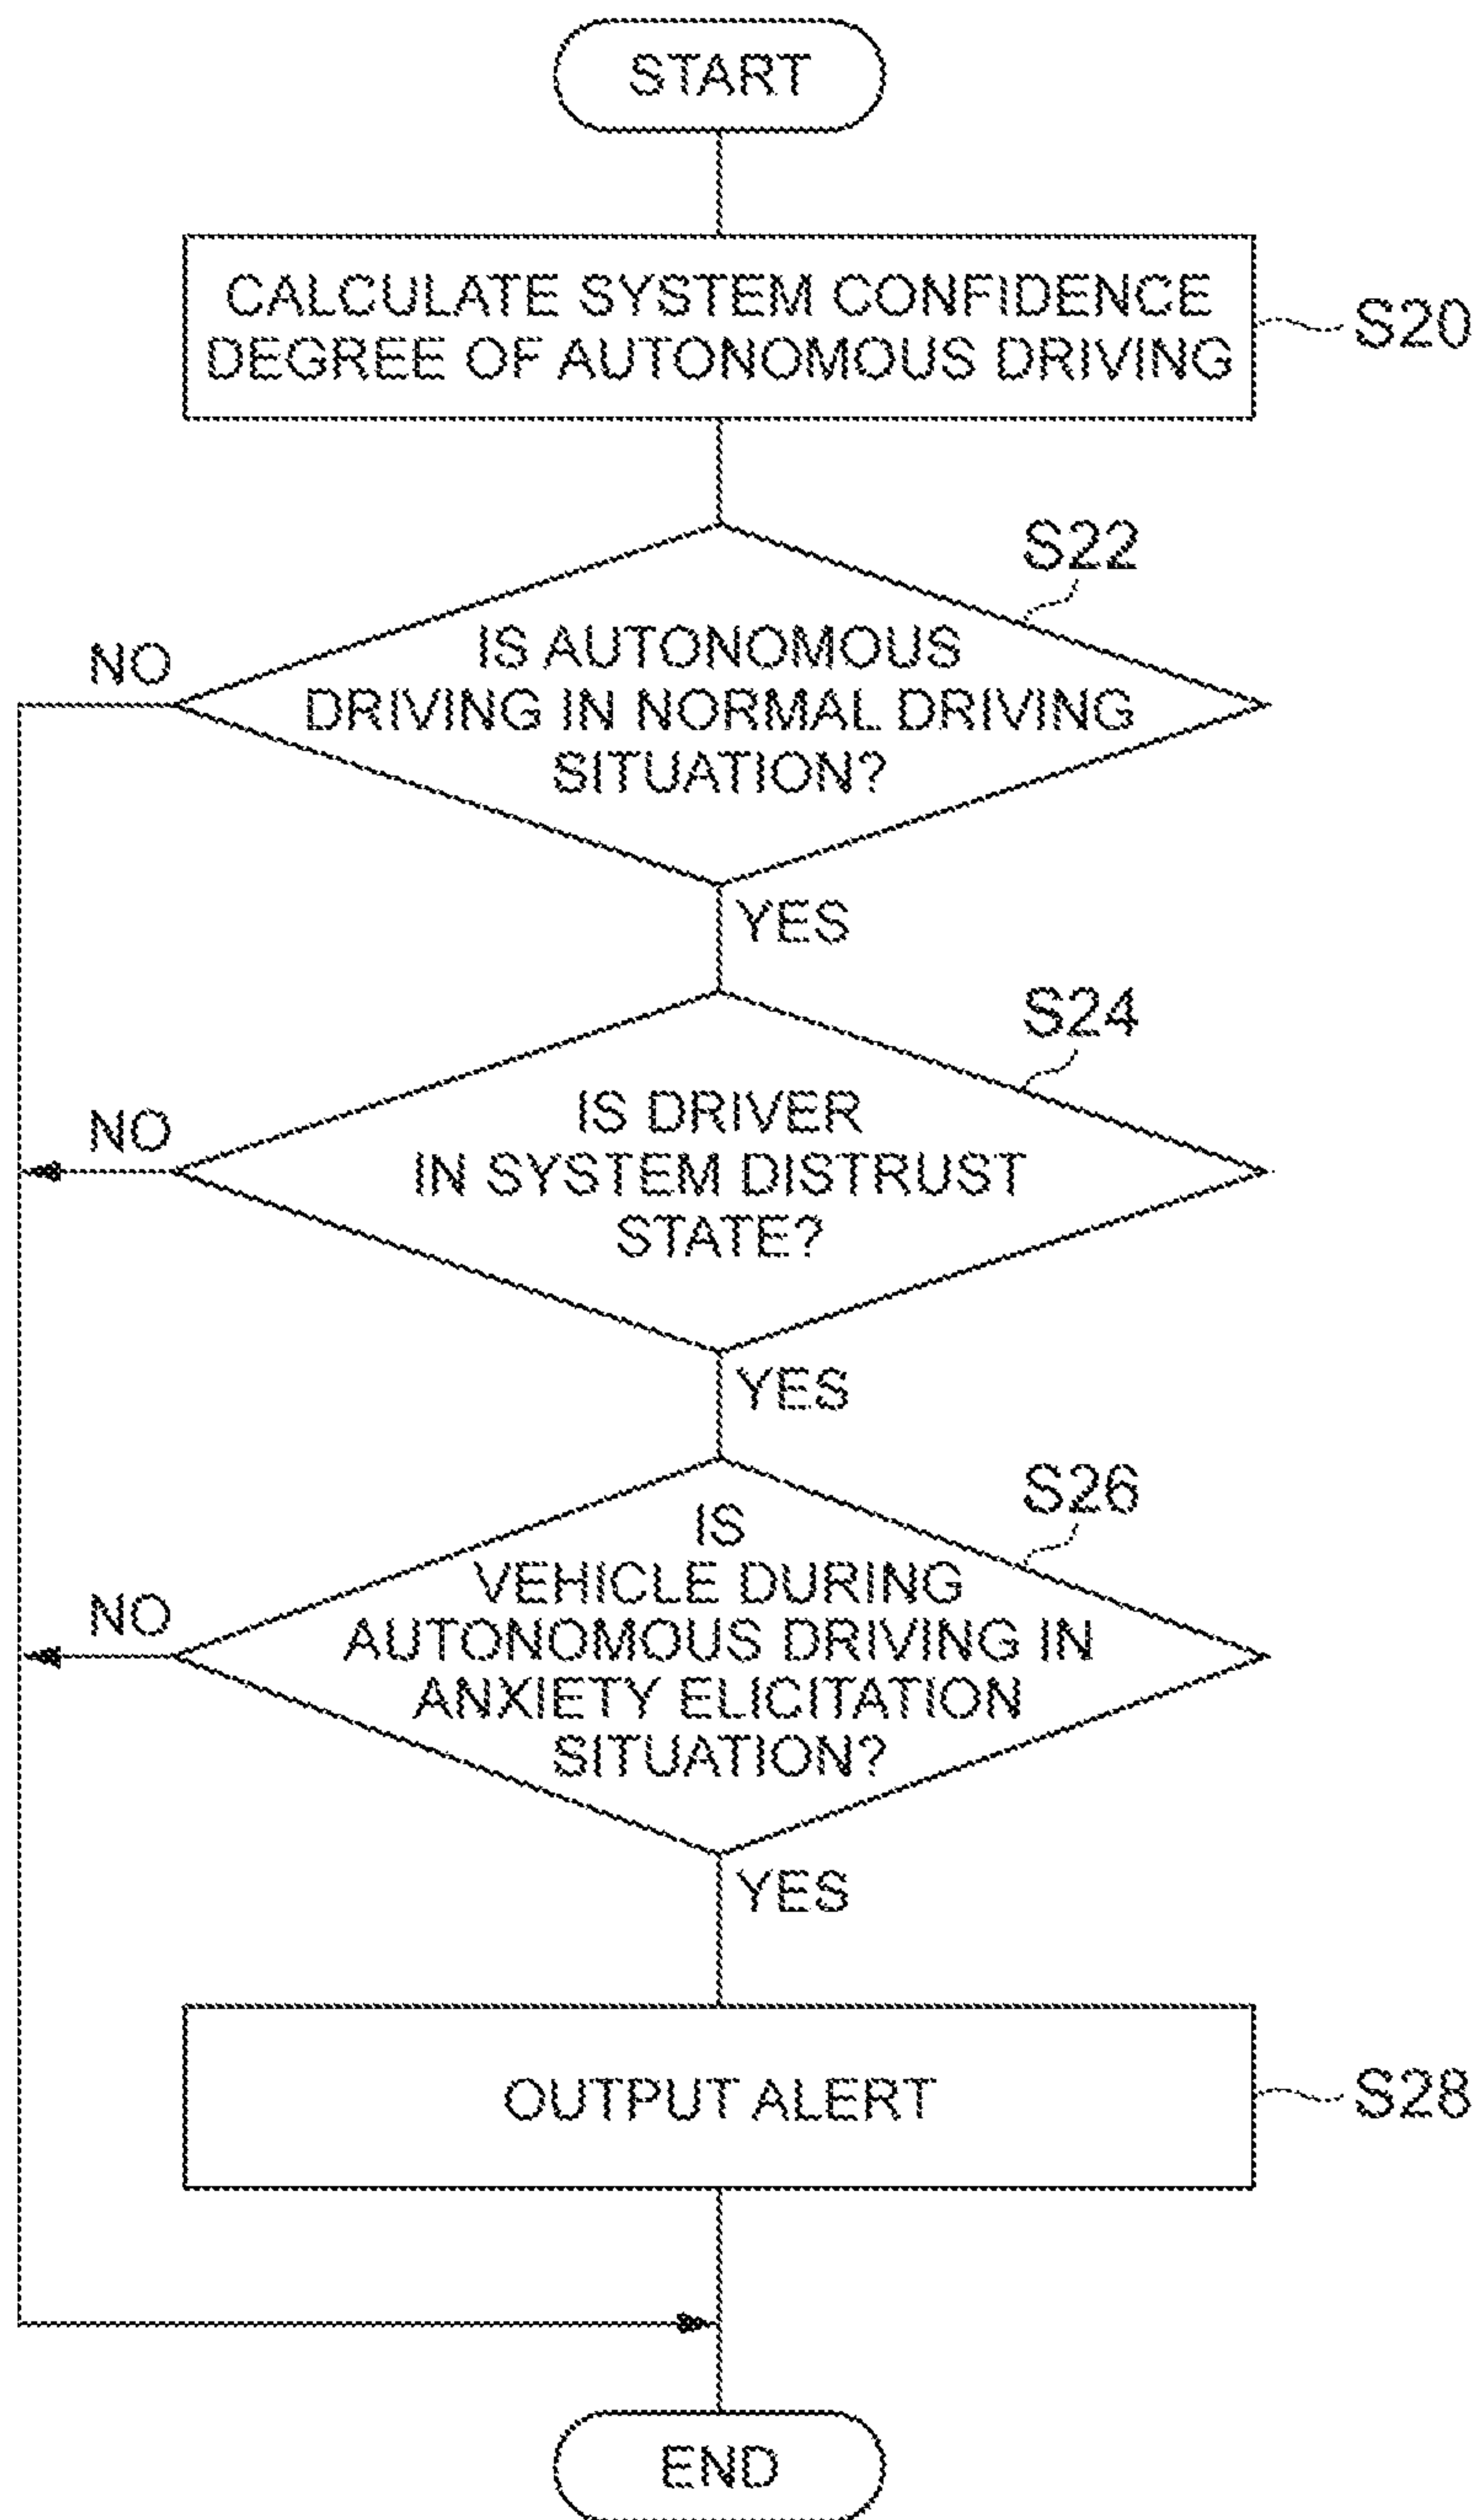 START
CALCULATE SYSTEM CONFIDENCE
DEGREE OF AUTONOMOUS DRIVING
S20
S22
IS AUTONOMOUS
DRIVING IN NORMAL DRIVING
SITUATION?
NO
YES
S24
IS DRIVER
IN SYSTEM DISTRUST
STATE?
NO
YES
S26
IS
VEHICLE DURING
AUTONOMOUS DRIVING IN
ANXIETY ELICITATION
SITUATION?
NO
YES
OUTPUT ALERT
S28
END